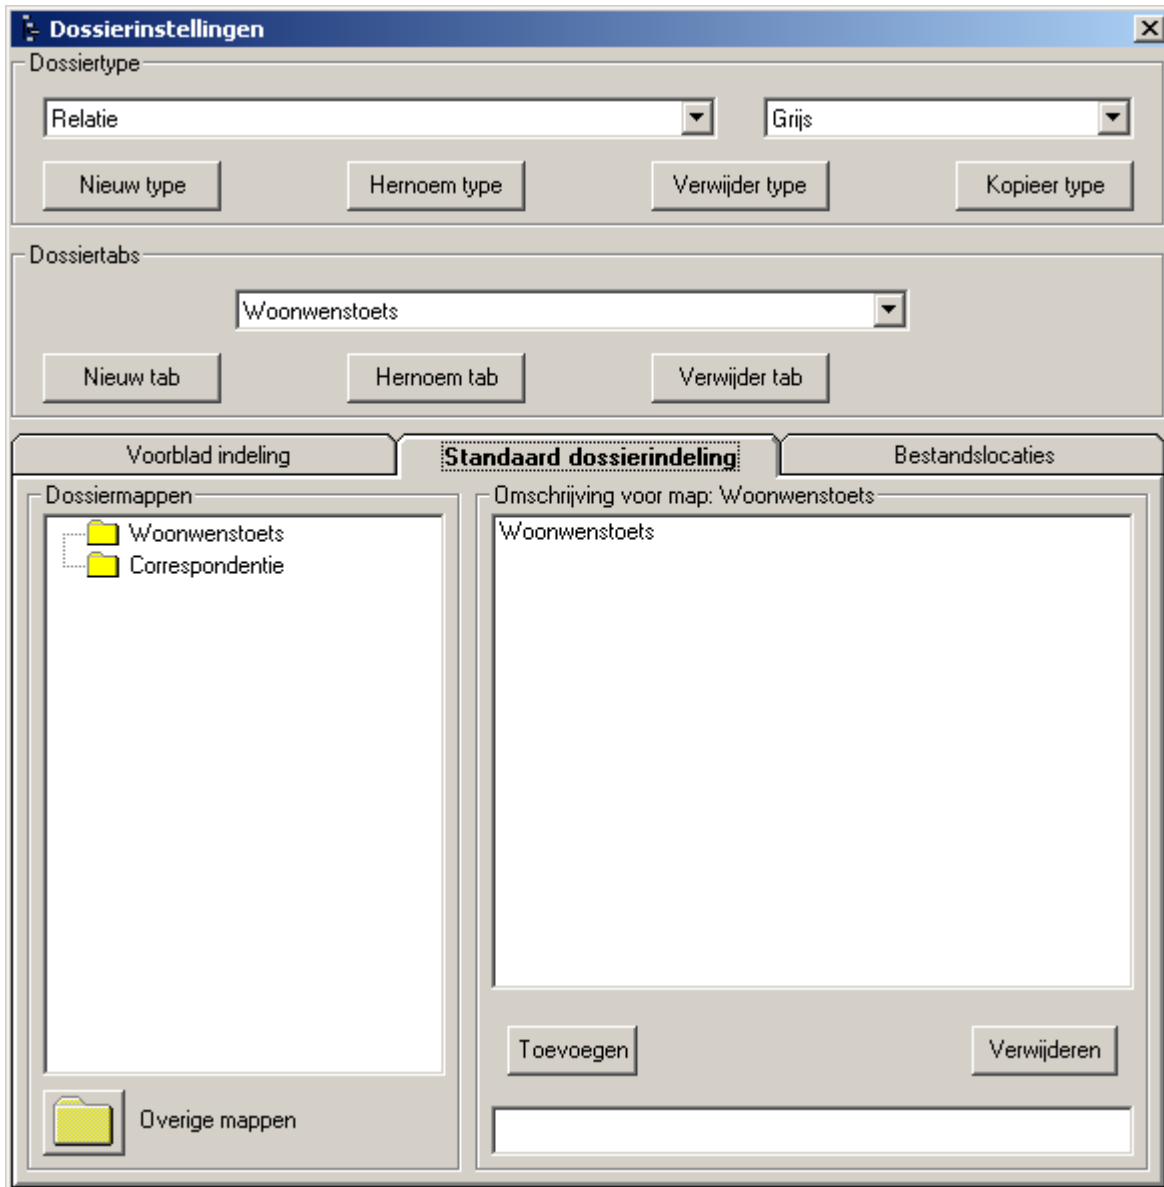 Dossierinstellingen
Dossiertype
Relatie
Grijs
Nieuw type
Hernoem type
Verwijder type
Kopieer type
Dossiertabs
Woonwenstoets
Nieuw tab
Hernoem tab
Verwijder tab
Voorblad indeling
Standaard dossierindeling
Bestandslocaties
Dossiermappen
Woonwenstoets
Correspondentie
Overige mappen
Omschrijving voor map: Woonwenstoets
Woonwenstoets
Toevoegen
Verwijderen